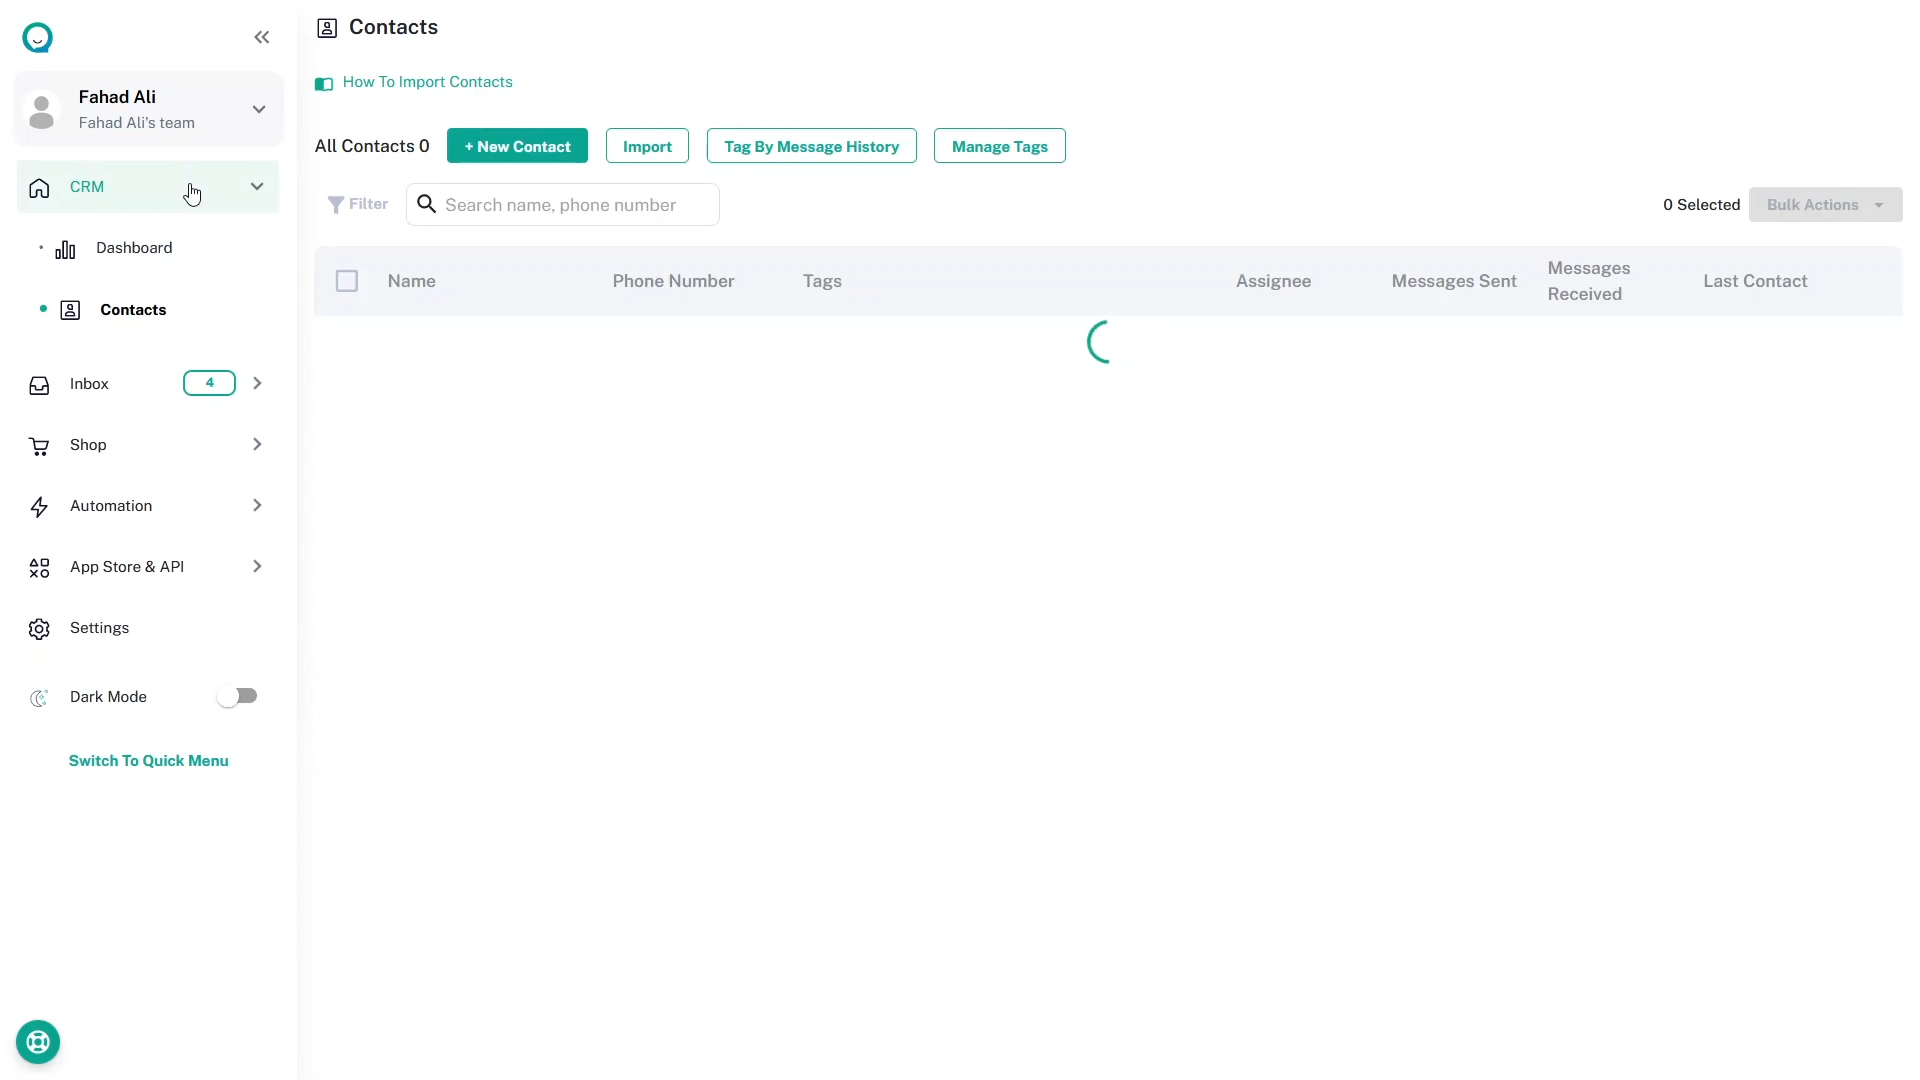 Fahad Ali
Fahad Ali's team
CRM
Dashboard
Contacts
Inbox
4
Shop
Automation
App Store & API
Settings
Dark Mode
Switch To Quick Menu
Contacts
How To Import Contacts
All Contacts 0
+ New Contact
Import
Tag By Message History
Manage Tags
Filter
Search name, phone number
0 Selected
Bulk Actions
Name
Phone Number
Tags
Assignee
Messages Sent
Messages
Received
Last Contact